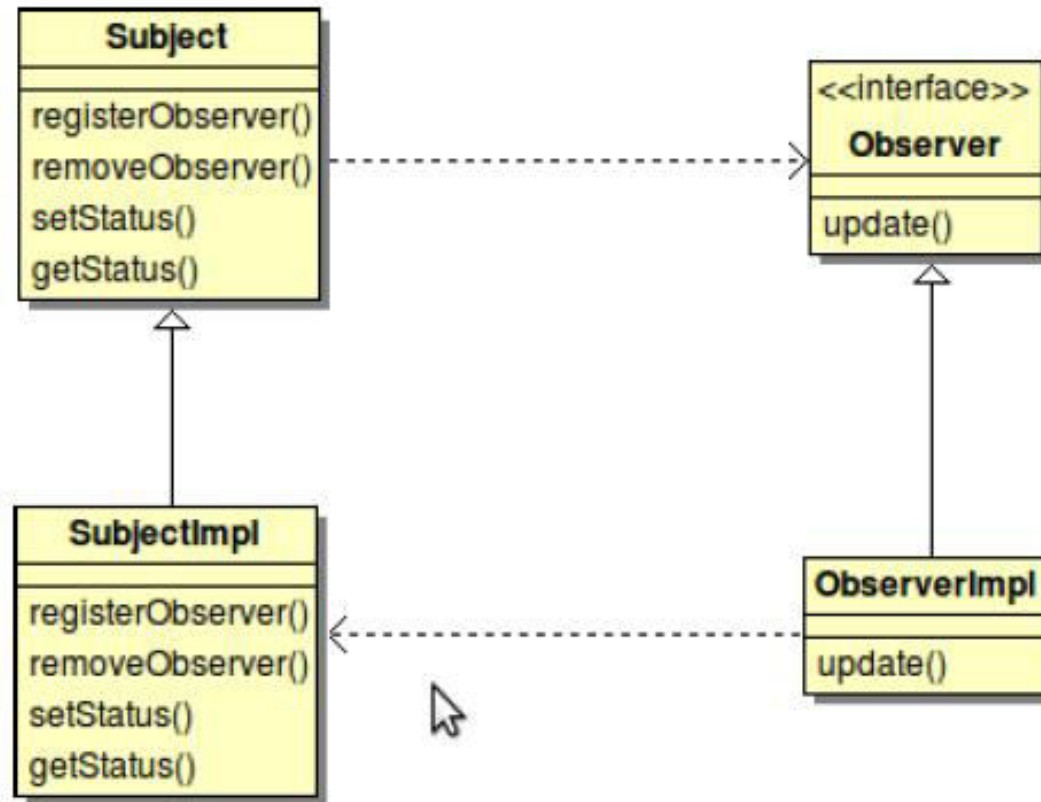 Subject
registerObserver()
removeObserver()
setStatus()
getStatus()
<<interface>>
Observer
update()
SubjectImpl
registerObserver()
removeObserver()
setStatus()
getStatus()
ObserverImpl
update()